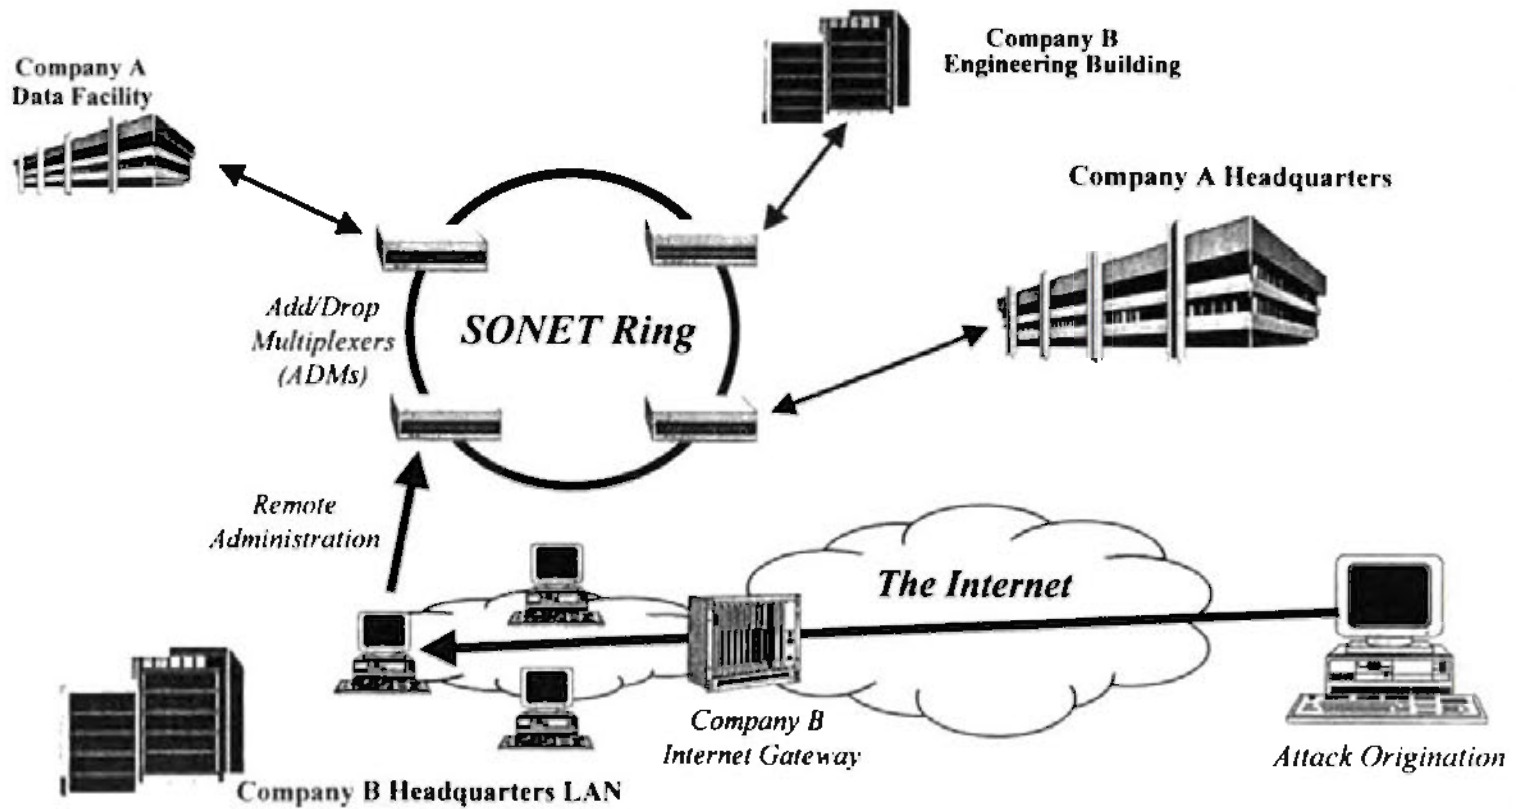 Company B
Engineering Building
Company A
Data Facility
Company A Headquarters
Add/Drop
Multiplexers
(ADMs)
SONET Ring
Remote
Administration
The Internet
Company B
Internet Gateway
Attack Origination
Company B Headquarters LAN